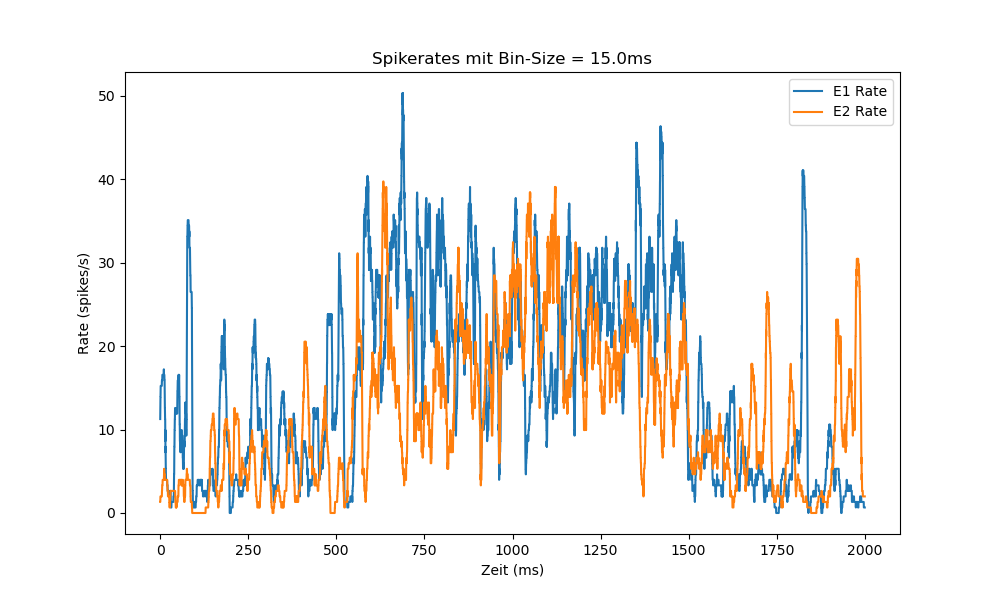 Spikerates mit Bin-Size = 15.0ms
E1 Rate
E2 Rate
50
40
30
20
10
0
Rate (spikes/s)
0 250 500 750 1000 1250 1500 1750 2000
Zeit (ms)